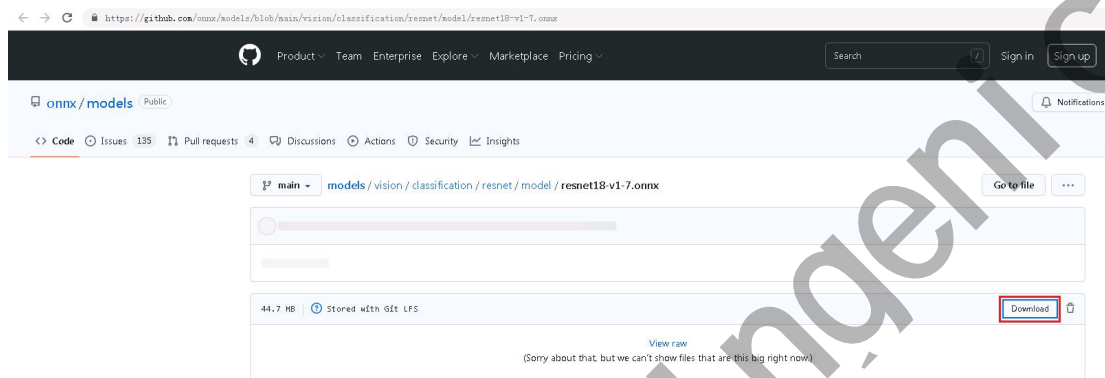 https://github.com/onnx/models/blob/main/vision/classification/resnet/model/resnet18-v1-7.onnx
Product Team Enterprise Explore Marketplace Pricing Search / Sign in Sign up
onnx / models Public Notifications
<> Code Issues 135 Pull requests 4 Discussions Actions Security Insights
main models / vision / classification / resnet / model / resnet18-v1-7.onnx Go to file ...
44.7 MB Stored with Git LFS Download
View raw
(Sorry about that, but we can't show files that are this big right now.)